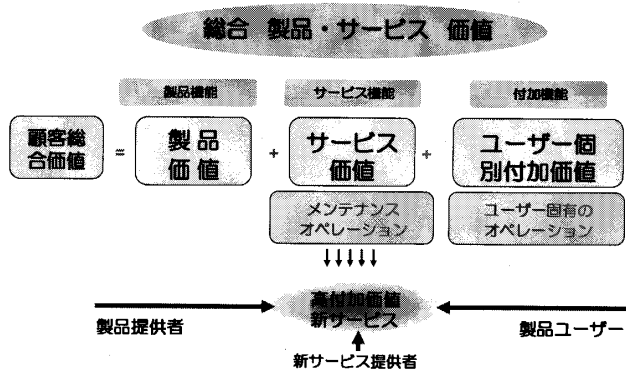 総合 製品・サービス 価値
製品機能
サービス機能
付加機能
顧客総
合価値
=
製品
価値
+
サービス
価値
+
ユーザー個
別付加価値
メンテナンス
オペレーション
ユーザー固有の
オペレーション
高付加価値
新サービス
製品提供者
製品ユーザー
新サービス提供者